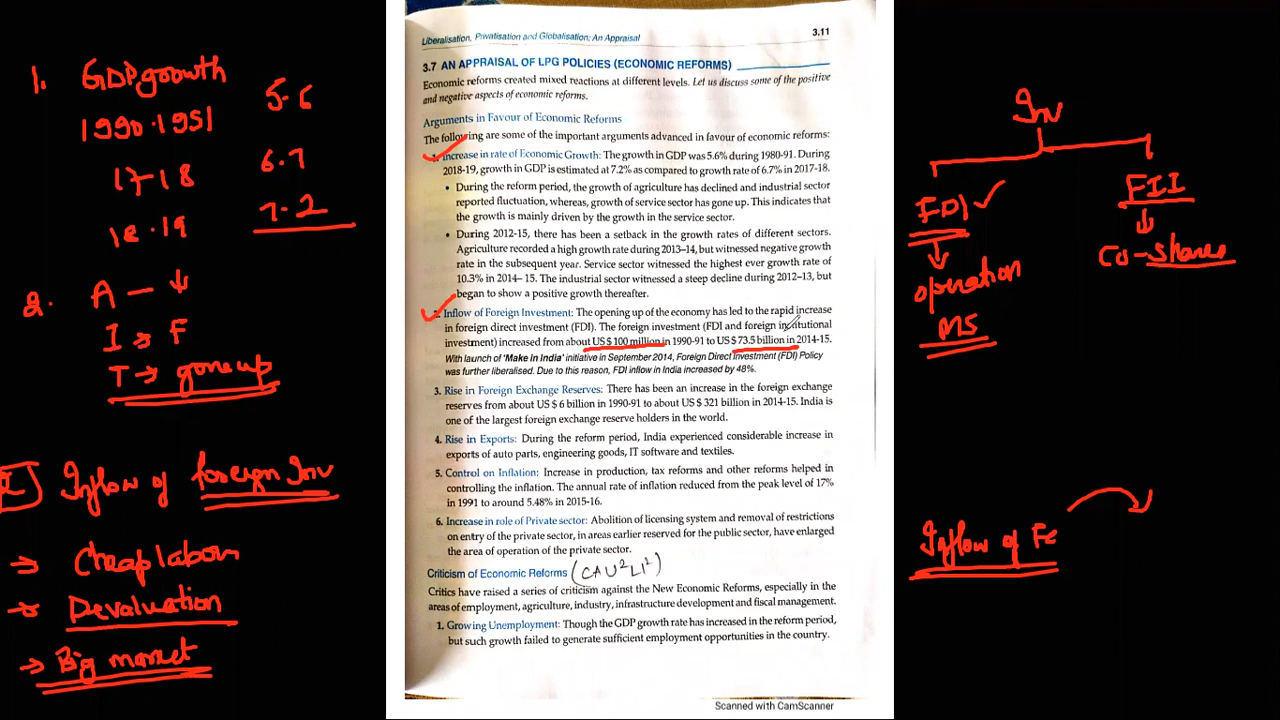 1. GDP growth
1990-1951 5.6
17-18 6.7
18-19 7.2
2. A — ↓
I → F
T → gone up
Inflow of foreign Inv
→ Cheap labour
→ Devaluation
→ Big market
Liberalisation, Privatisation and Globalisation: An Appraisal 3.11
3.7 AN APPRAISAL OF LPG POLICIES (ECONOMIC REFORMS)
Economic reforms created mixed reactions at different levels. Let us discuss some of the positive
and negative aspects of economic reforms.
Arguments in Favour of Economic Reforms
The following are some of the important arguments advanced in favour of economic reforms:
1. Increase in rate of Economic Growth: The growth in GDP was 5.6% during 1980-91. During
2018-19, growth in GDP is estimated at 7.2% as compared to growth rate of 6.7% in 2017-18.
• During the reform period, the growth of agriculture has declined and industrial sector
reported fluctuation, whereas, growth of service sector has gone up. This indicates that
the growth is mainly driven by the growth in the service sector.
• During 2012-15, there has been a setback in the growth rates of different sectors.
Agriculture recorded a high growth rate during 2013–14, but witnessed negative growth
rate in the subsequent year. Service sector witnessed the highest ever growth rate of
10.3% in 2014–15. The industrial sector witnessed a steep decline during 2012–13, but
began to show a positive growth thereafter.
2. Inflow of Foreign Investment: The opening up of the economy has led to the rapid increase
in foreign direct investment (FDI). The foreign investment (FDI and foreign institutional
investment) increased from about US $ 100 million in 1990-91 to US $ 73.5 billion in 2014-15.
With launch of 'Make in India' initiative in September 2014, Foreign Direct Investment (FDI) Policy
was further liberalised. Due to this reason, FDI inflow in India increased by 48%.
3. Rise in Foreign Exchange Reserves: There has been an increase in the foreign exchange
reserves from about US $ 6 billion in 1990-91 to about US $ 321 billion in 2014-15. India is
one of the largest foreign exchange reserve holders in the world.
4. Rise in Exports: During the reform period, India experienced considerable increase in
exports of auto parts, engineering goods, IT software and textiles.
5. Control on Inflation: Increase in production, tax reforms and other reforms helped in
controlling the inflation. The annual rate of inflation reduced from the peak level of 17%
in 1991 to around 5.48% in 2015-16.
6. Increase in role of Private sector: Abolition of licensing system and removal of restrictions
on entry of the private sector, in areas earlier reserved for the public sector, have enlarged
the area of operation of the private sector.
Criticism of Economic Reforms (CAU²LI²)
Critics have raised a series of criticism against the New Economic Reforms, especially in the
areas of employment, agriculture, industry, infrastructure development and fiscal management.
1. Growing Unemployment: Though the GDP growth rate has increased in the reform period,
but such growth failed to generate sufficient employment opportunities in the country.
Scanned with CamScanner
Inv
FDI ✓ FII
operation Co-shares
MS
Inflow of Fe